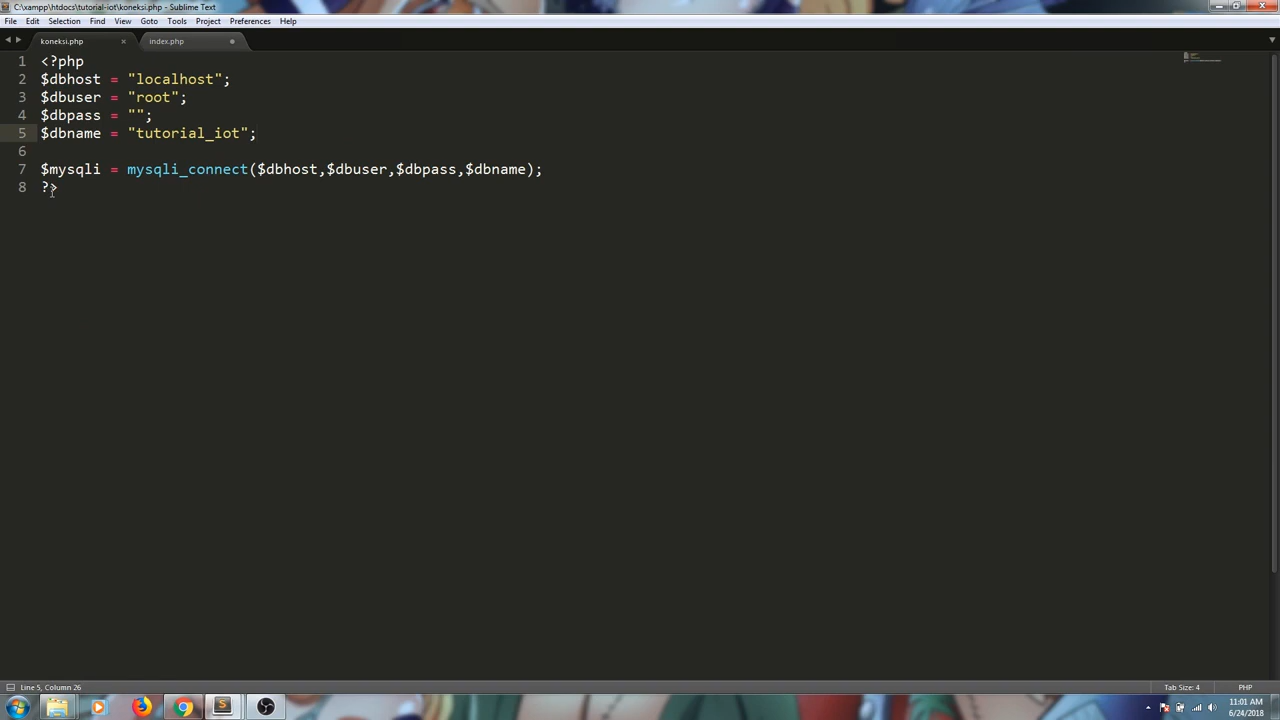 C:\xampp\htdocs\tutorial-iot\koneksi.php - Sublime Text
File Edit Selection Find View Goto Tools Project Preferences Help
koneksi.php × index.php
1 <?php
2 $dbhost = "localhost";
3 $dbuser = "root";
4 $dbpass = "";
5 $dbname = "tutorial_iot";
6
7 $mysqli = mysqli_connect($dbhost,$dbuser,$dbpass,$dbname);
8 ?>
Line 5, Column 26 Tab Size: 4 PHP
11:01 AM
6/24/2018